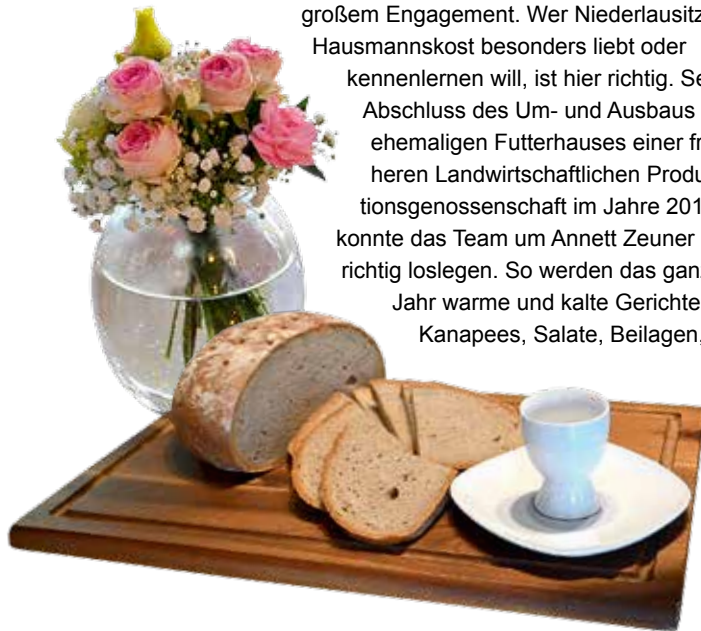 großem Engagement. Wer Niederlausitz
Hausmannskost besonders liebt oder
kennenlernen will, ist hier richtig. Se
Abschluss des Um- und Ausbaus
ehemaligen Futterhauses einer fr
heren Landwirtschaftlichen Produ
tionsgenossenschaft im Jahre 201
konnte das Team um Annett Zeuner
richtig loslegen. So werden das ganz
Jahr warme und kalte Gerichte
Kanapees, Salate, Beilagen,